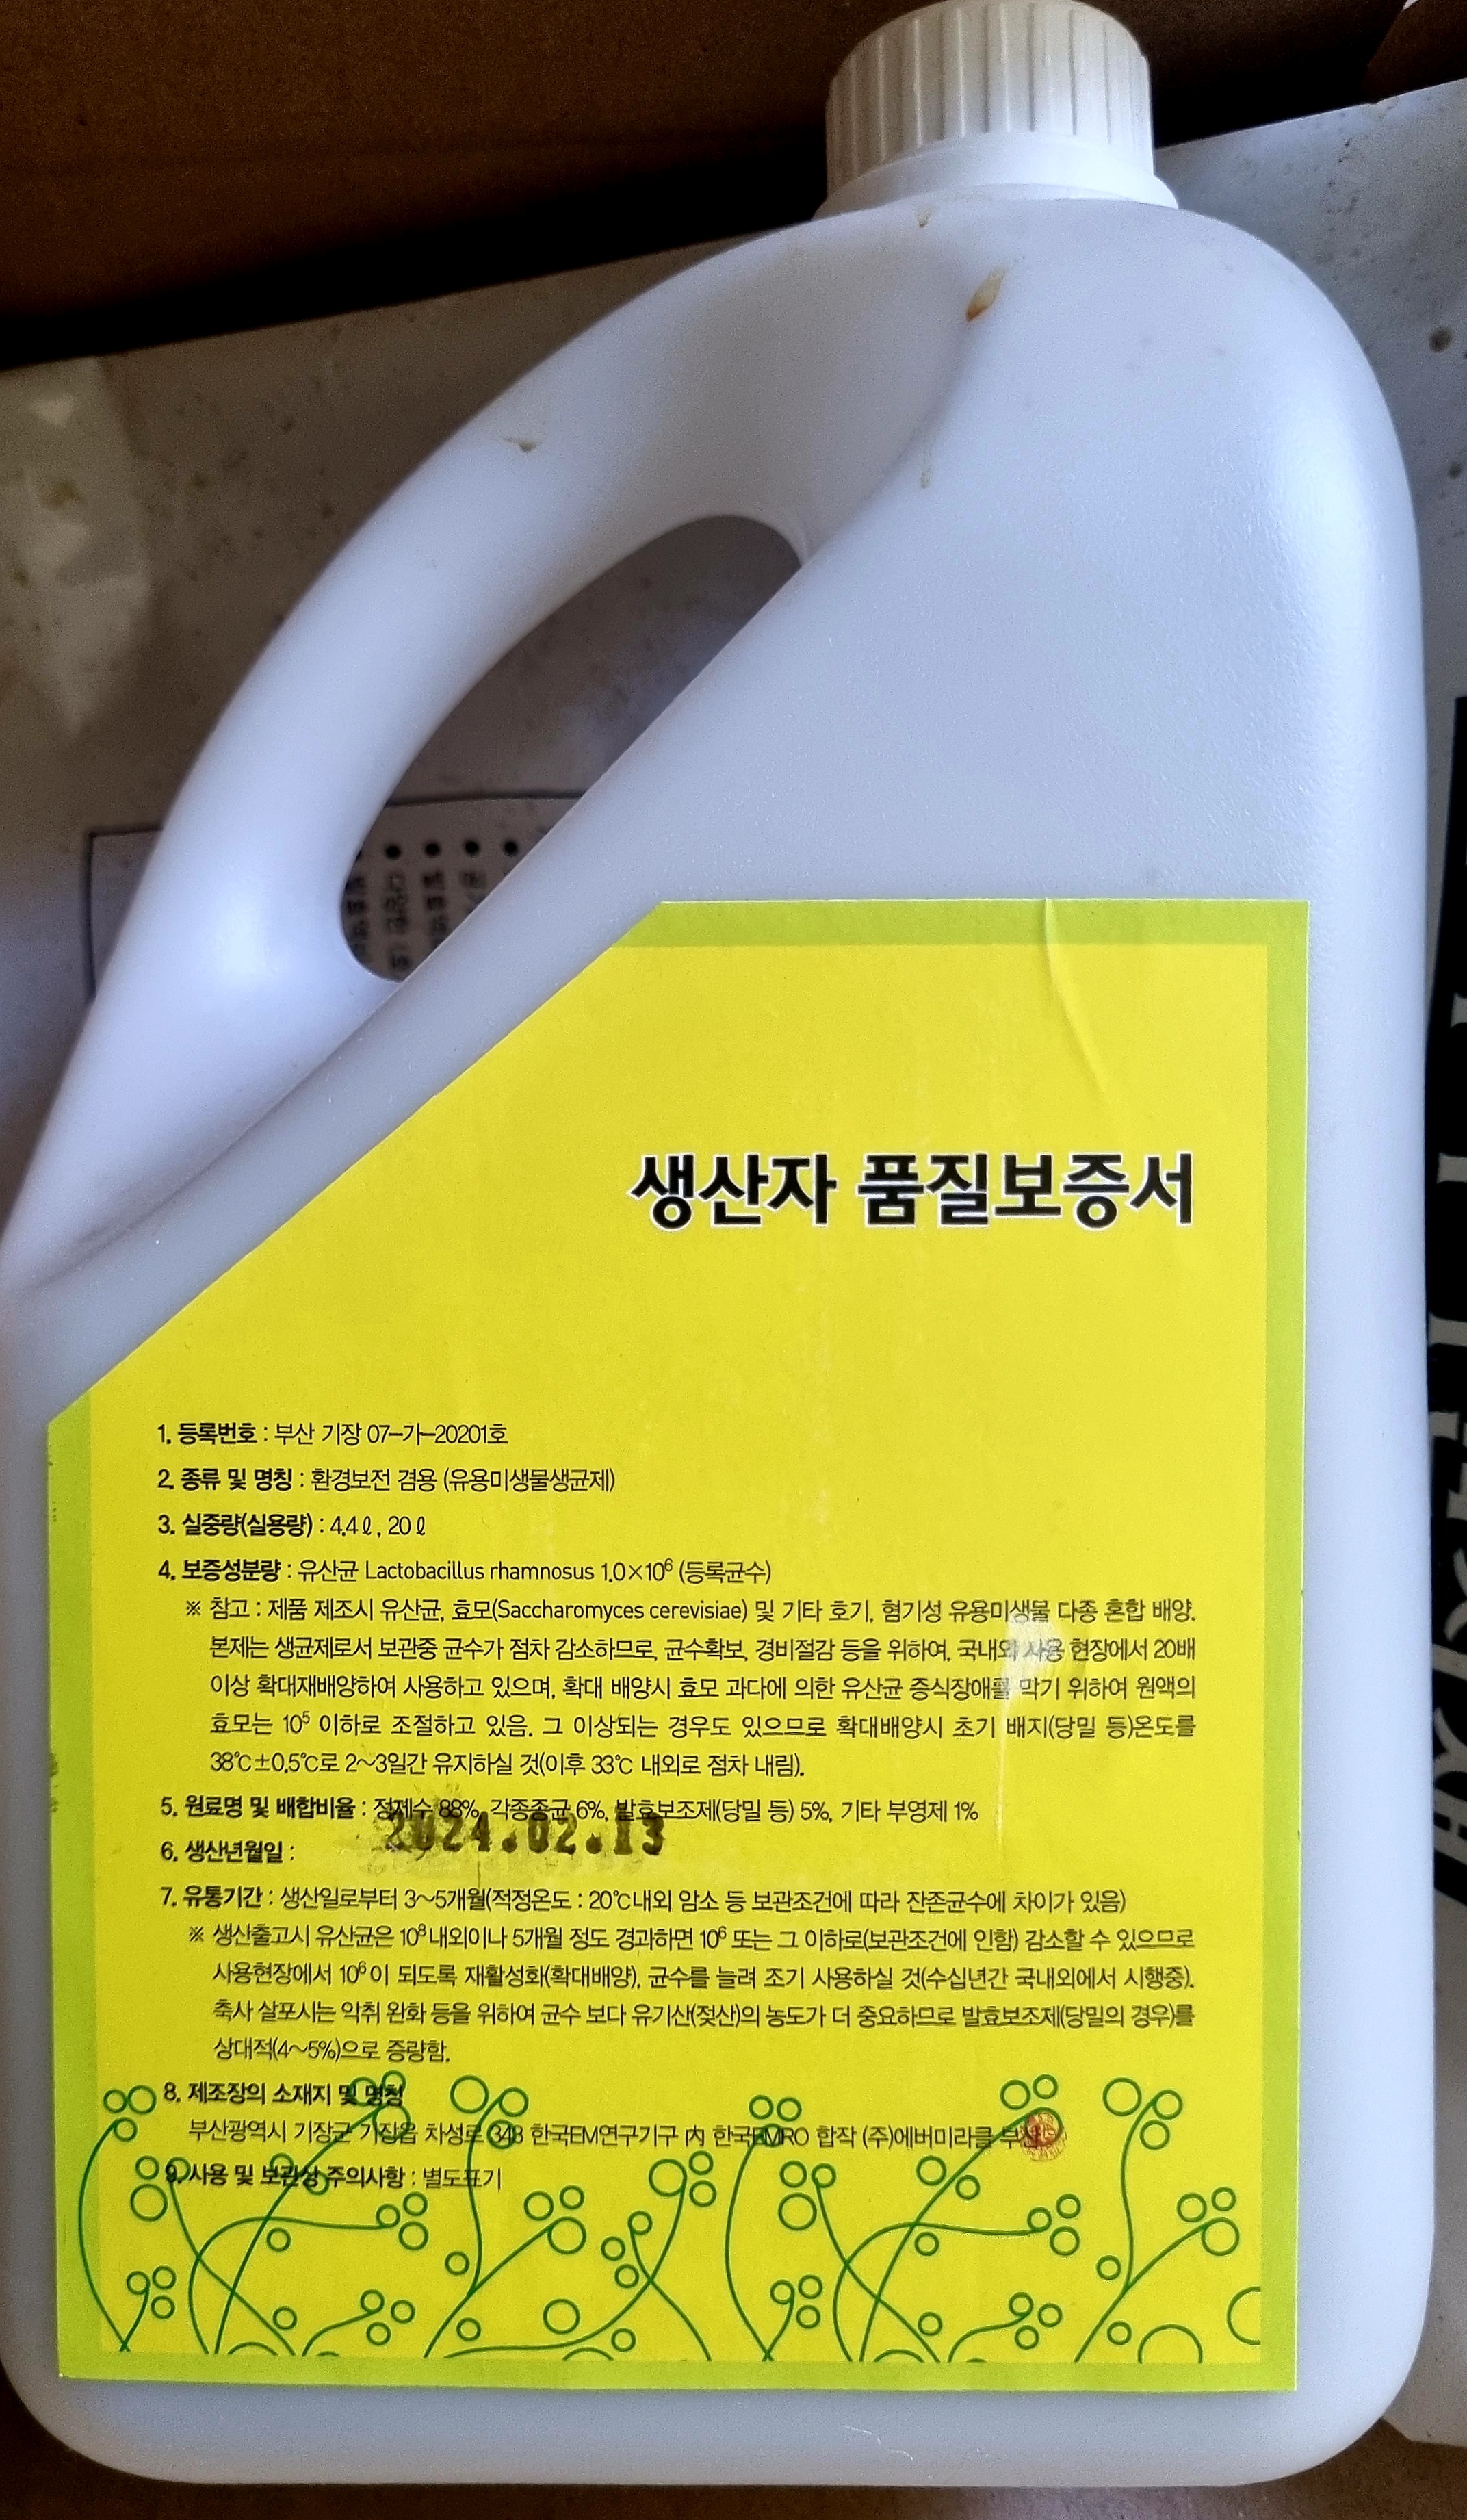 생산자 품질보증서
1. 등록번호 : 부산 기장 07-가-20201호
2. 종류 및 명칭 : 환경보전 겸용 (유용미생물생균제)
3. 실중량(실용량) : 4.4ℓ, 20ℓ
4. 보증성분량 : 유산균 Lactobacillus rhamnosus 1.0×10⁶ (등록균수)
※ 참고 : 제품 제조시 유산균, 효모(Saccharomyces cerevisiae) 및 기타 호기, 혐기성 유용미생물 다종 혼합 배양.
본제는 생균제로서 보관중 균수가 점차 감소하므로, 균수확보, 경비절감 등을 위하여, 국내외 사용 현장에서 20배
이상 확대재배양하여 사용하고 있으며, 확대 배양시 효모 과다에 의한 유산균 증식장애를 막기 위하여 원액의
효모는 10⁵ 이하로 조절하고 있음. 그 이상되는 경우도 있으므로 확대배양시 초기 배지(당밀 등)온도를
38℃±0.5℃로 2~3일간 유지하실 것(이후 33℃ 내외로 점차 내림).
5. 원료명 및 배합비율 : 정제수 88%, 각종종균 6%, 발효보조제(당밀 등) 5%, 기타 부영제 1%
6. 생산년월일 : 2024.02.13
7. 유통기간 : 생산일로부터 3~5개월(적정온도 : 20℃내외 암소 등 보관조건에 따라 잔존균수에 차이가 있음)
※ 생산출고시 유산균은 10⁸내외이나 5개월 정도 경과하면 10⁶ 또는 그 이하로(보관조건에 인함) 감소할 수 있으므로
사용현장에서 10⁶이 되도록 재활성화(확대배양), 균수를 늘려 조기 사용하실 것(수십년간 국내외에서 시행중).
축사 살포시는 악취 완화 등을 위하여 균수 보다 유기산(젖산)의 농도가 더 중요하므로 발효보조제(당밀의 경우)를
상대적(4~5%)으로 증량함.
8. 제조장의 소재지 및 명칭
부산광역시 기장군 기장읍 차성로 343 한국EM연구기구 內 한국EMRO 합작 (주)에버미라클
9. 사용 및 보관상 주의사항 : 별도표기